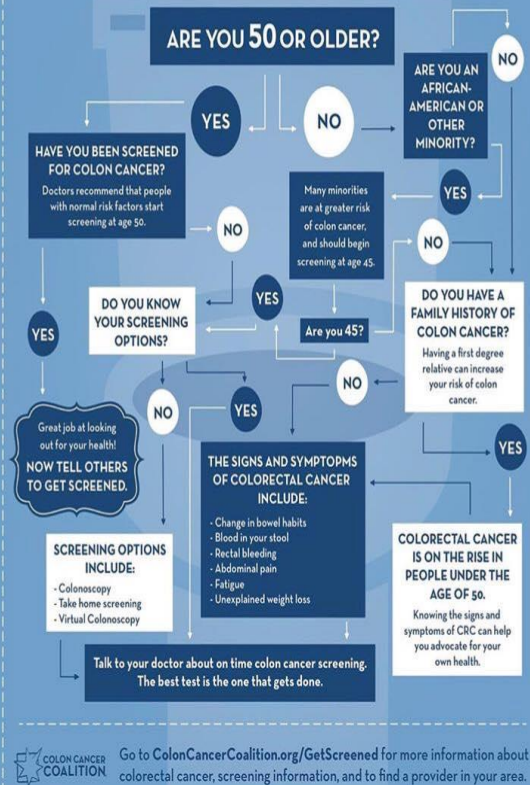 ARE YOU 50 OR OLDER?
YES
NO
ARE YOU AN
AFRICAN-
AMERICAN OR
OTHER
MINORITY?
NO
HAVE YOU BEEN SCREENED
FOR COLON CANCER?
Doctors recommend that people
with normal risk factors start
screening at age 50.
Many minorities
are at greater risk
of colon cancer,
and should begin
screening at age 45.
YES
NO
NO
DO YOU KNOW
YOUR SCREENING
OPTIONS?
YES
Are you 45?
DO YOU HAVE A
FAMILY HISTORY OF
COLON CANCER?
Having a first degree
relative can increase
your risk of colon
cancer.
YES
NO
YES
NO
YES
Great job at looking
out for your health!
NOW TELL OTHERS
TO GET SCREENED.
THE SIGNS AND SYMPTOPMS
OF COLORECTAL CANCER
INCLUDE:
- Change in bowel habits
- Blood in your stool
- Rectal bleeding
- Abdominal pain
- Fatigue
- Unexplained weight loss
SCREENING OPTIONS
INCLUDE:
- Colonoscopy
- Take home screening
- Virtual Colonoscopy
COLORECTAL CANCER
IS ON THE RISE IN
PEOPLE UNDER THE
AGE OF 50.
Knowing the signs and
symptoms of CRC can help
you advocate for your
own health.
Talk to your doctor about on time colon cancer screening.
The best test is the one that gets done.
COLON CANCER
COALITION
Go to ColonCancerCoalition.org/GetScreened for more information about
colorectal cancer, screening information, and to find a provider in your area.